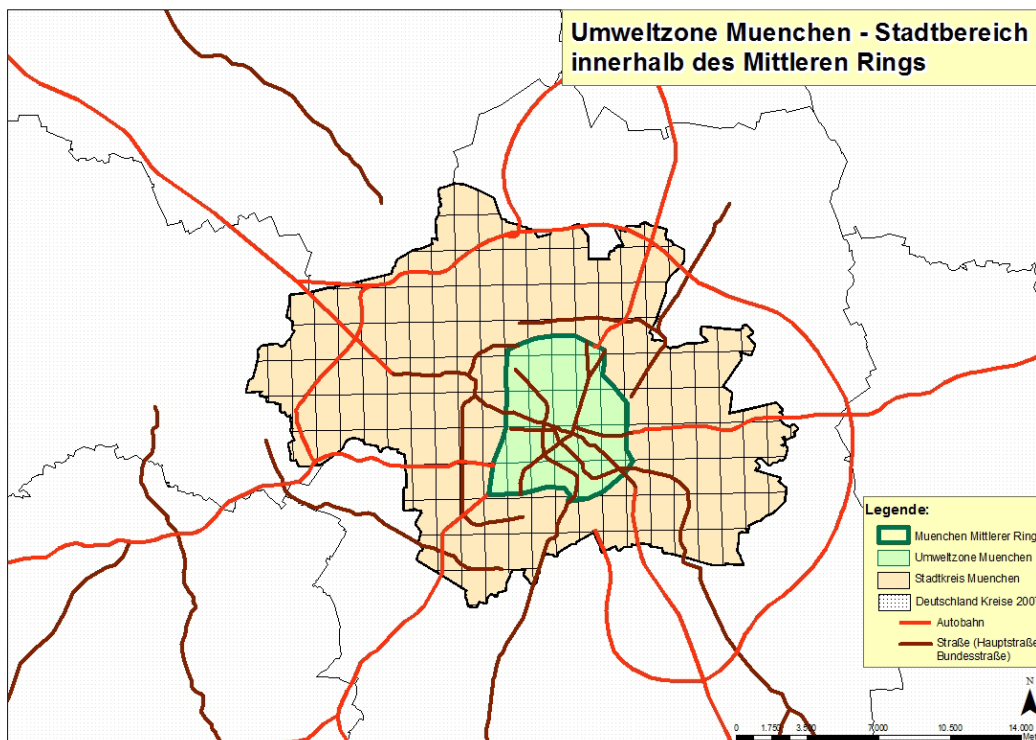 Umweltzone Muenchen - Stadtbereich
innerhalb des Mittleren Rings
Legende:
Muenchen Mittlerer Ring
Umweltzone Muenchen
Stadtkreis Muenchen
Deutschland Kreise 2007
Autobahn
Straße (Hauptstraße
Bundesstraße)
N
0 1.750 3.500 7.000 10.500 14.000